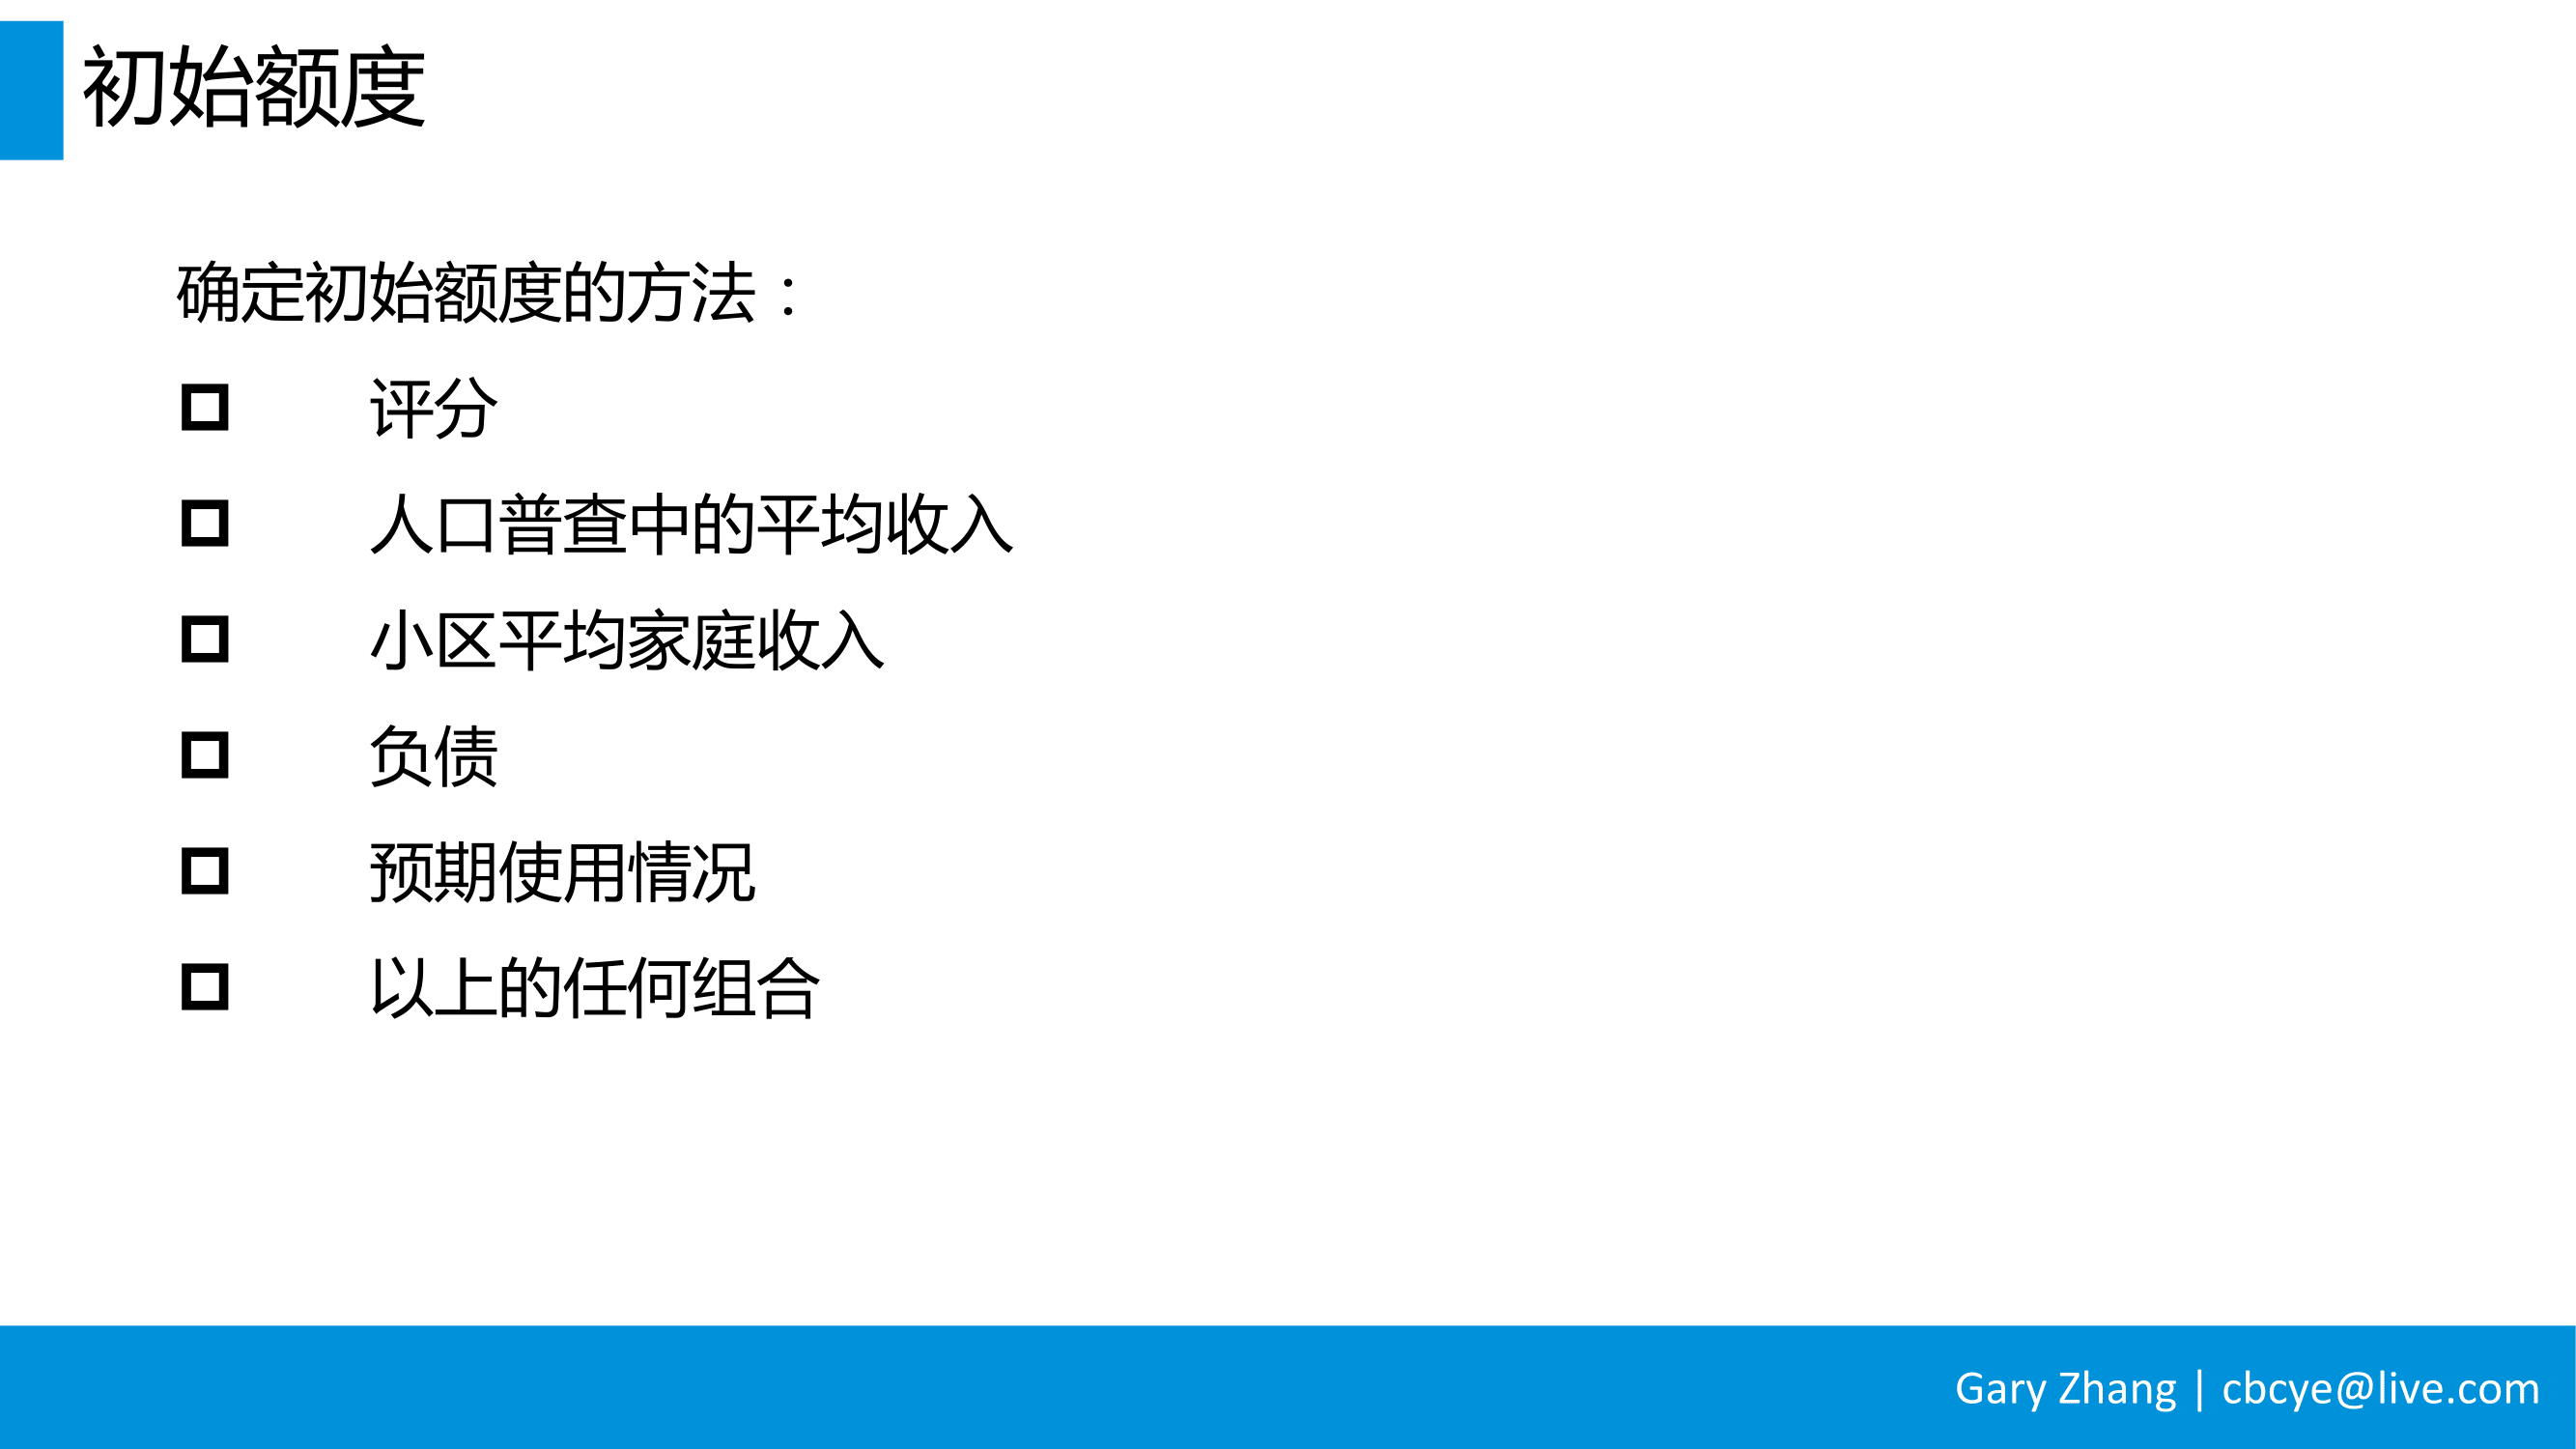 初始额度
确定初始额度的方法：
评分
人口普查中的平均收入
小区平均家庭收入
负债
预期使用情况
以上的任何组合
Gary Zhang | cbcye@live.com